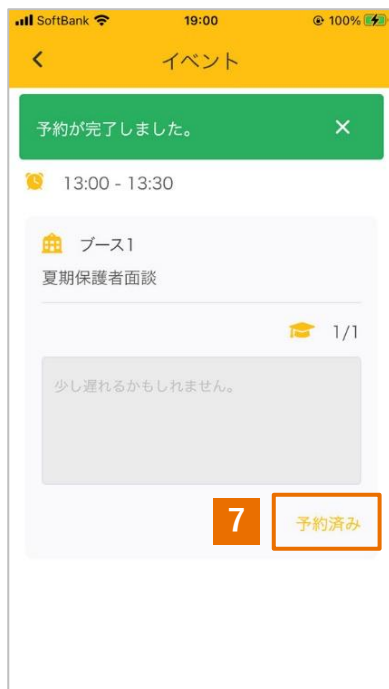 SoftBank 19:00 100%
イベント
予約が完了しました。
13:00 - 13:30
ブース1
夏期保護者面談
1/1
少し遅れるかもしれません。
7 予約済み